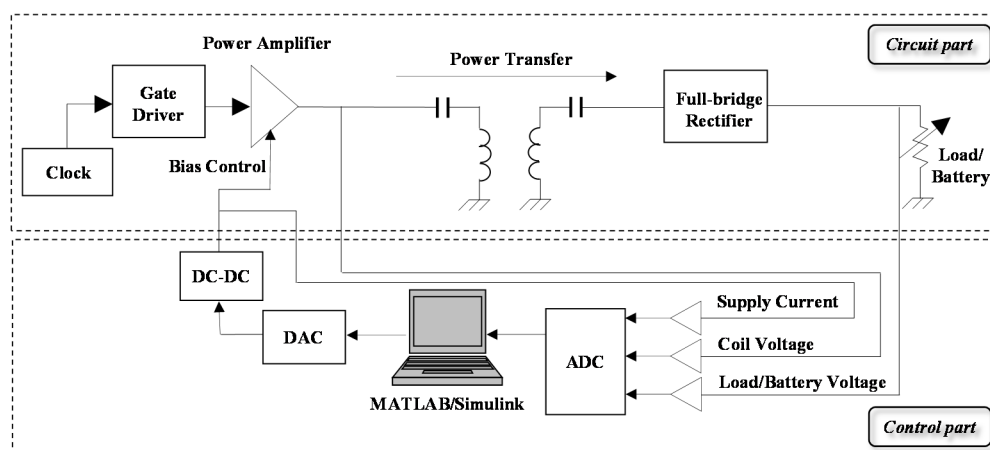 Circuit part
Power Amplifier
Power Transfer
Gate
Driver
Full-bridge
Rectifier
Clock
Bias Control
Load/
Battery
DC-DC
DAC
MATLAB/Simulink
ADC
Supply Current
Coil Voltage
Load/Battery Voltage
Control part